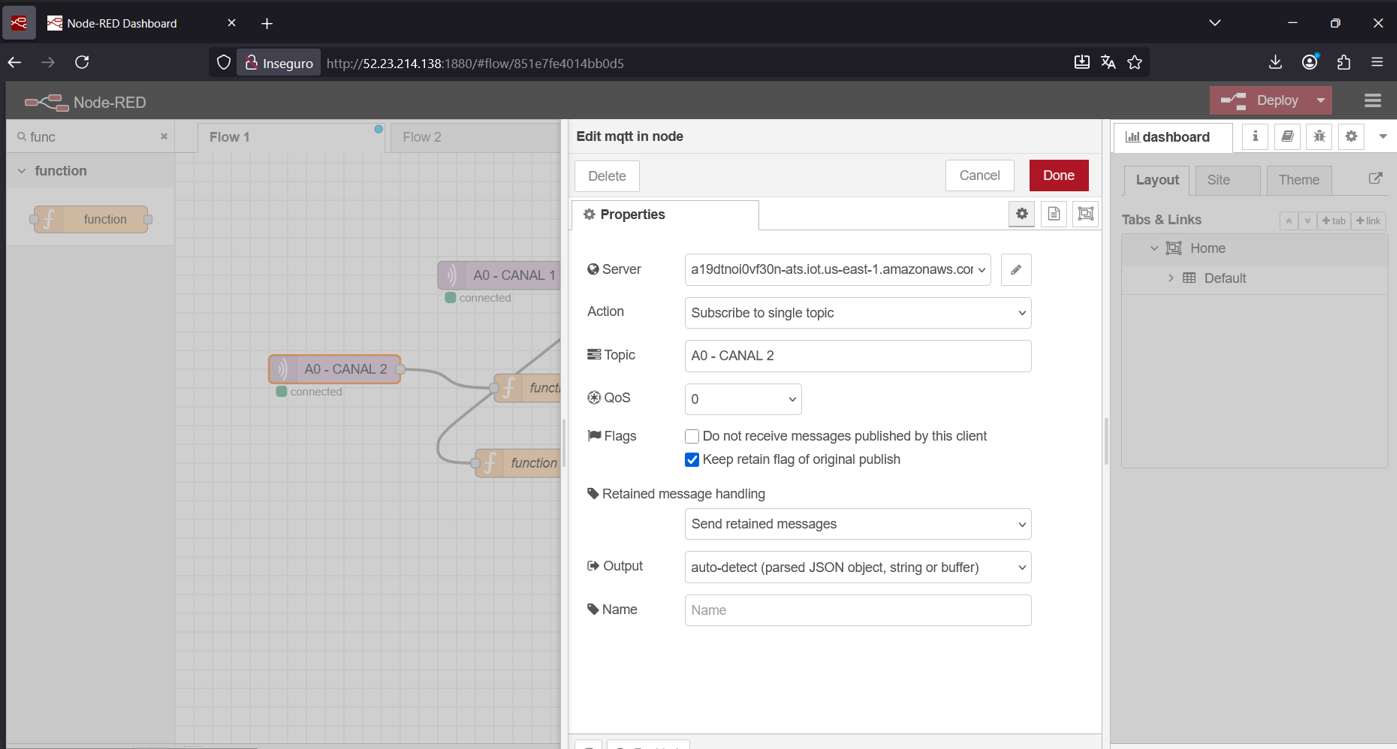 Node-RED Dashboard
Inseguro
http://52.23.214.138:1880/#flow/851e7fe4014bb0d5
Node-RED
Deploy
func
function
function
Flow 1
Flow 2
A0 - CANAL 1
connected
A0 - CANAL 2
connected
functi
function
Edit mqtt in node
Delete
Cancel
Done
Properties
Server
a19dtnoi0vf30n-ats.iot.us-east-1.amazonaws.cor
Action
Subscribe to single topic
Topic
A0 - CANAL 2
QoS
0
Flags
Do not receive messages published by this client
Keep retain flag of original publish
Retained message handling
Send retained messages
Output
auto-detect (parsed JSON object, string or buffer)
Name
Name
dashboard
Layout
Site
Theme
Tabs & Links
+tab
+link
Home
Default